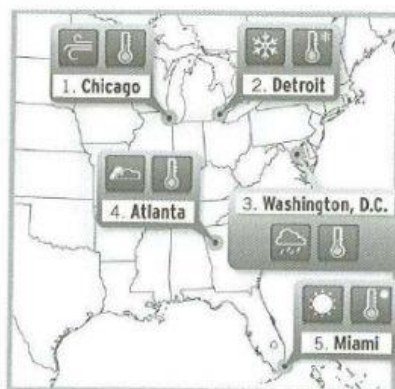 1. Chicago
2. Detroit
3. Washington, D.C.
4. Atlanta
5. Miami